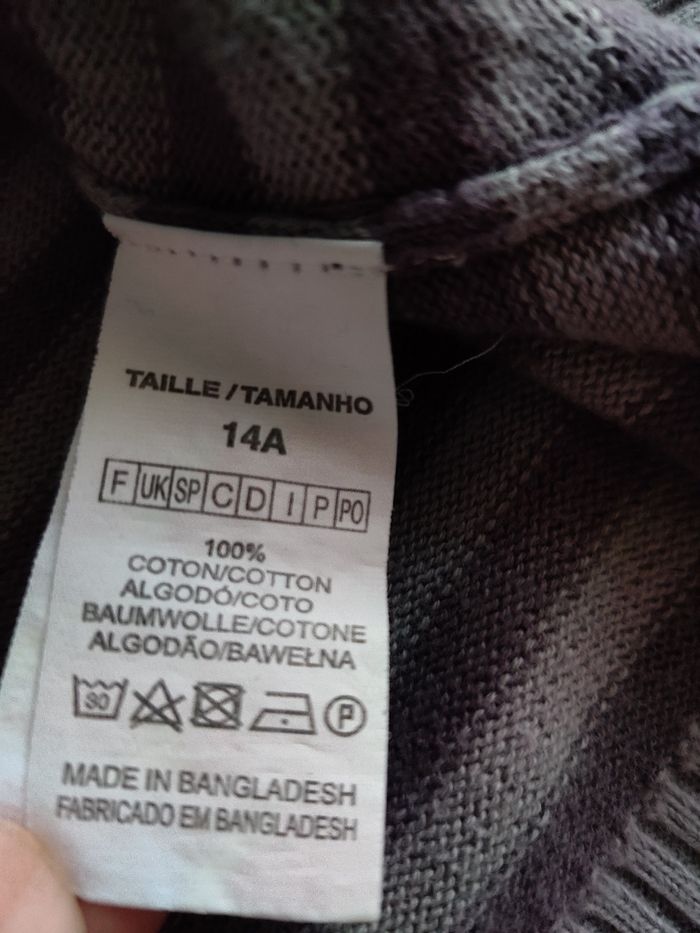 TAILLE / TAMANHO
14A
F UK SP C D I P PO
100%
COTON/COTTON
ALGODÓ/COTO
BAUMWOLLE/COTONE
ALGODÃO/BAWEŁNA
30 P
MADE IN BANGLADESH
FABRICADO EM BANGLADESH